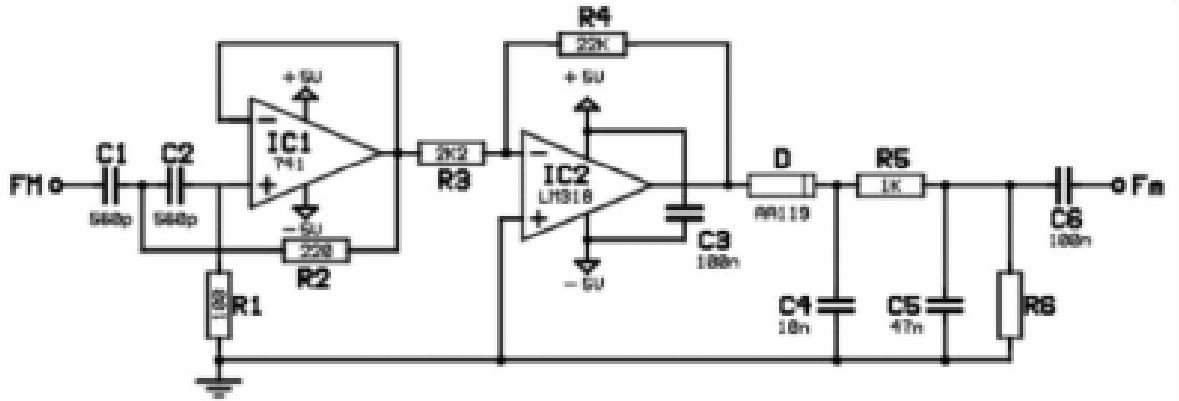 R4
22K
+5V
+5V
IC1
741
C1
C2
FM
560p
560p
-5V
220
R2
100
R1
2K2
R3
IC2
LM318
C3
100n
-5V
D
AA119
R5
1K
C6
100n
Fm
C4
10n
C5
47n
R6